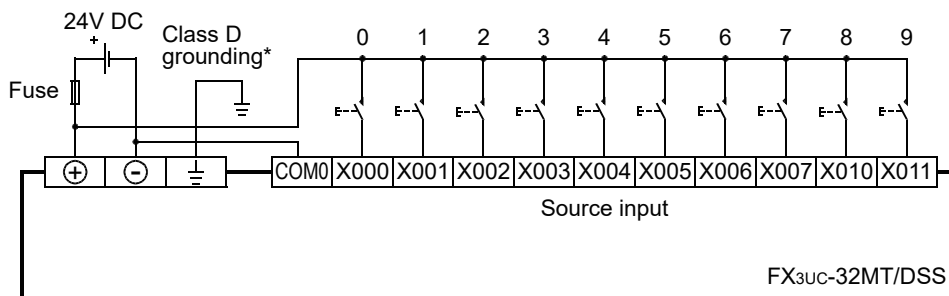 24V DC
+
Class D
grounding*
Fuse
0 1 2 3 4 5 6 7 8 9
+ -
COM0 X000 X001 X002 X003 X004 X005 X006 X007 X010 X011
Source input
FX3UC-32MT/DSS